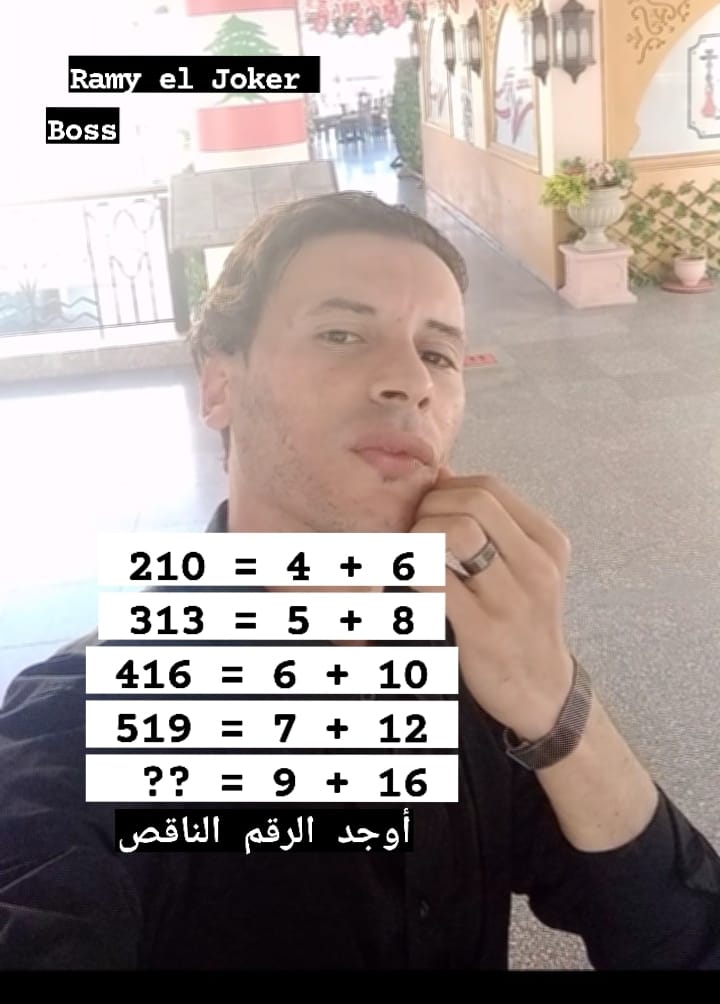 Ramy el Joker
Boss
210 = 4 + 6
313 = 5 + 8
416 = 6 + 10
519 = 7 + 12
?? = 9 + 16
أوجد الرقم الناقص